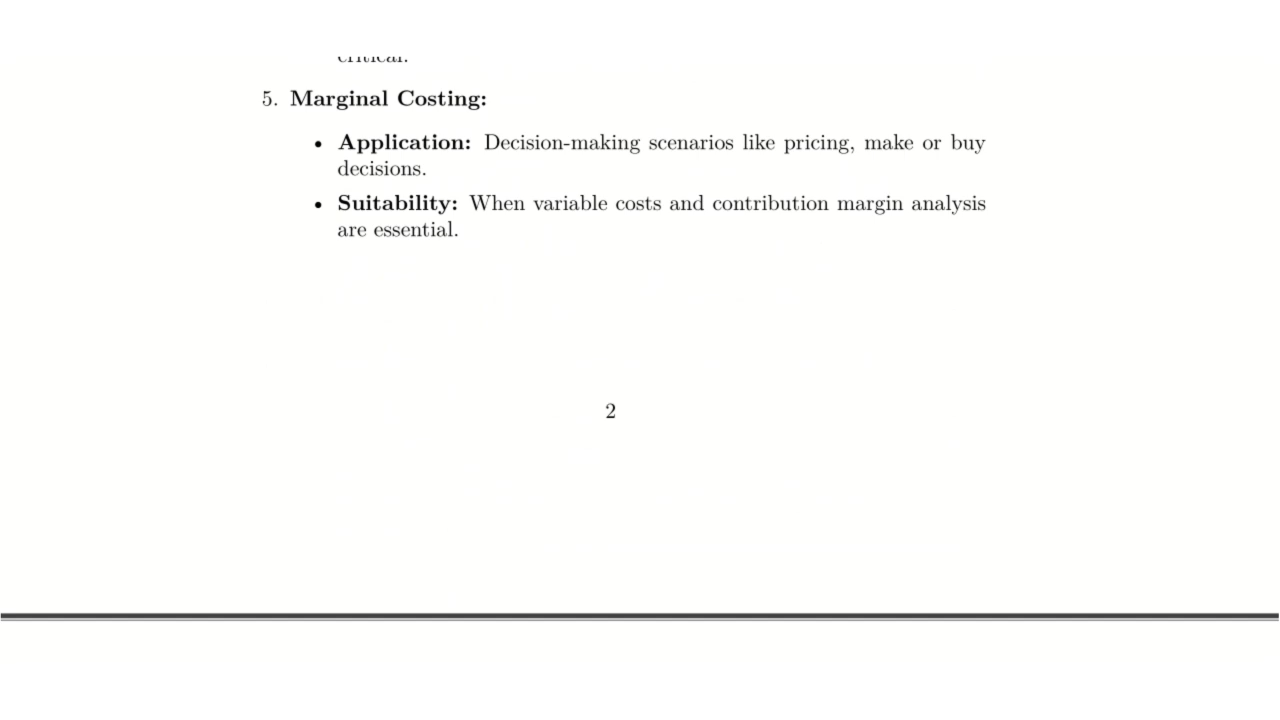 critical.
5. Marginal Costing:
• Application: Decision-making scenarios like pricing, make or buy
decisions.
• Suitability: When variable costs and contribution margin analysis
are essential.
2